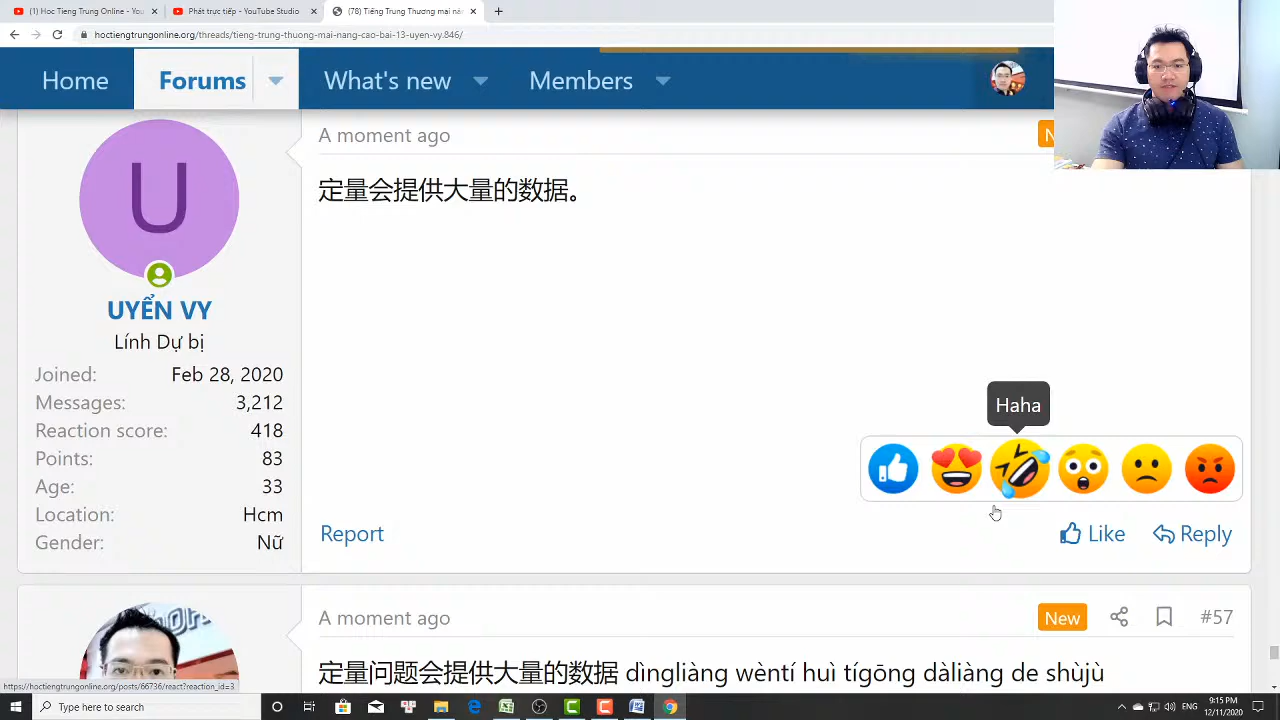 (1) Học Tiếng Trung Online - You
Phát trực tiếp - YouTube Studio
(78) Tiếng Trung Thương mại nâ
hoctiengtrungonline.org/threads/tieng-trung-thuong-mai-nang-cao-bai-13-uyen-vy.846/
Home
Forums
What's new
Members
A moment ago
U
定量会提供大量的数据。
UYỂN VY
Lính Dự bị
Joined: Feb 28, 2020
Messages: 3,212
Reaction score: 418
Points: 83
Age: 33
Location: Hcm
Gender: Nữ
Haha
Report
Like
Reply
A moment ago
New
#57
定量问题会提供大量的数据 dìngliàng wèntí huì tígōng dàliàng de shùjù
https://hoctiengtrungonline.org/posts/66736/react?reaction_id=3
Type here to search
ENG
9:15 PM
12/11/2020